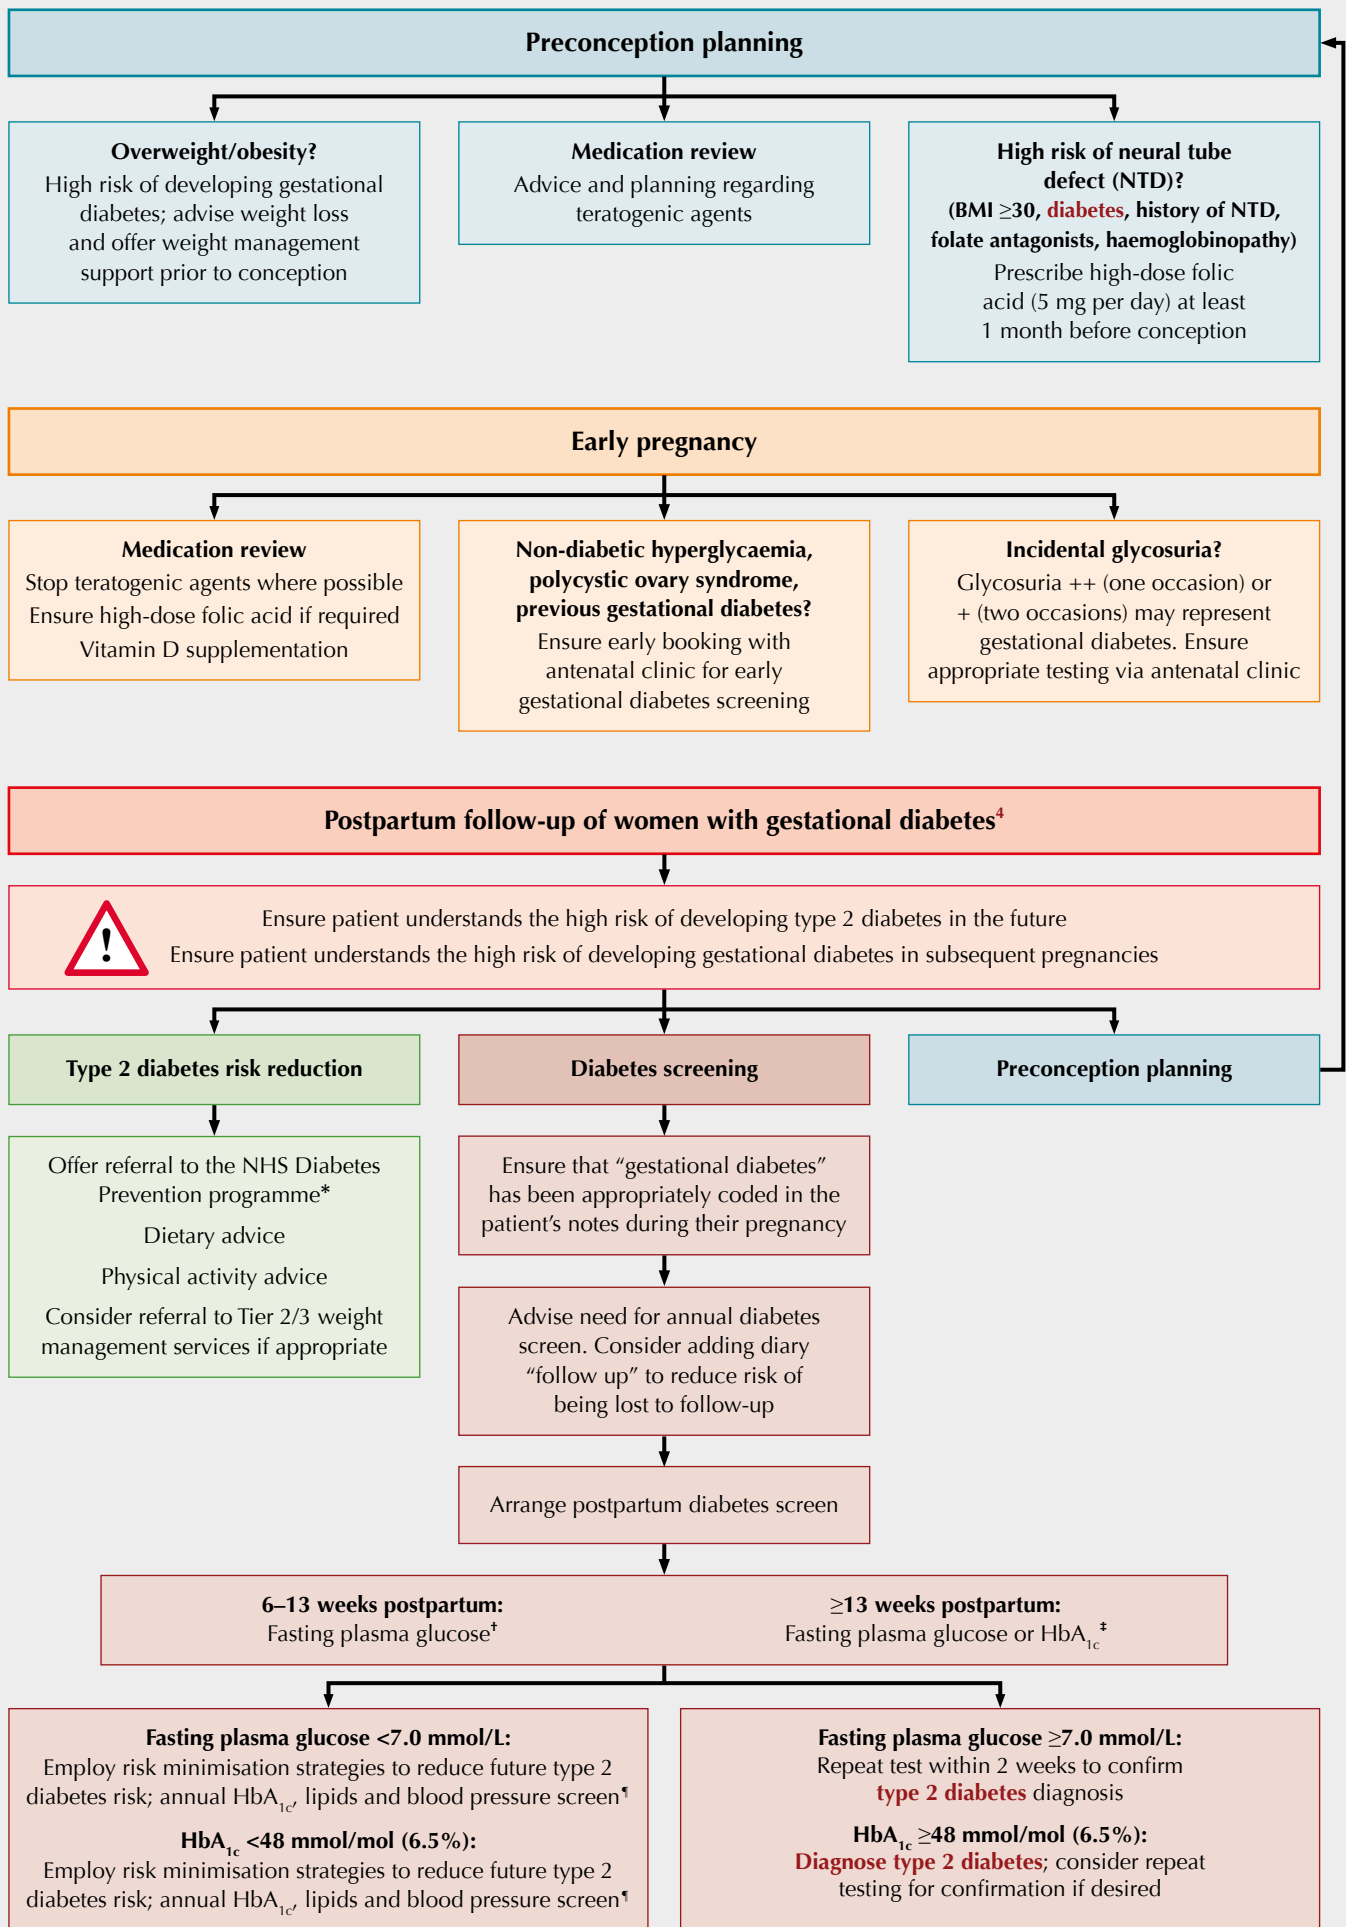 Preconception planning
Overweight/obesity?
High risk of developing gestational
diabetes; advise weight loss
and offer weight management
support prior to conception
Medication review
Advice and planning regarding
teratogenic agents
High risk of neural tube
defect (NTD)?
(BMI ≥30, diabetes, history of NTD,
folate antagonists, haemoglobinopathy)
Prescribe high-dose folic
acid (5 mg per day) at least
1 month before conception
Early pregnancy
Medication review
Stop teratogenic agents where possible
Ensure high-dose folic acid if required
Vitamin D supplementation
Non-diabetic hyperglycaemia,
polycystic ovary syndrome,
previous gestational diabetes?
Ensure early booking with
antenatal clinic for early
gestational diabetes screening
Incidental glycosuria?
Glycosuria ++ (one occasion) or
+ (two occasions) may represent
gestational diabetes. Ensure
appropriate testing via antenatal clinic
Postpartum follow-up of women with gestational diabetes⁴
!
Ensure patient understands the high risk of developing type 2 diabetes in the future
Ensure patient understands the high risk of developing gestational diabetes in subsequent pregnancies
Type 2 diabetes risk reduction
Offer referral to the NHS Diabetes
Prevention programme*
Dietary advice
Physical activity advice
Consider referral to Tier 2/3 weight
management services if appropriate
Diabetes screening
Ensure that “gestational diabetes”
has been appropriately coded in the
patient’s notes during their pregnancy
Advise need for annual diabetes
screen. Consider adding diary
“follow up” to reduce risk of
being lost to follow-up
Arrange postpartum diabetes screen
Preconception planning
6–13 weeks postpartum:
Fasting plasma glucose†
≥13 weeks postpartum:
Fasting plasma glucose or HbA1c‡
Fasting plasma glucose <7.0 mmol/L:
Employ risk minimisation strategies to reduce future type 2
diabetes risk; annual HbA1c, lipids and blood pressure screen¶
HbA1c <48 mmol/mol (6.5%):
Employ risk minimisation strategies to reduce future type 2
diabetes risk; annual HbA1c, lipids and blood pressure screen¶
Fasting plasma glucose ≥7.0 mmol/L:
Repeat test within 2 weeks to confirm
type 2 diabetes diagnosis
HbA1c ≥48 mmol/mol (6.5%):
Diagnose type 2 diabetes; consider repeat
testing for confirmation if desired